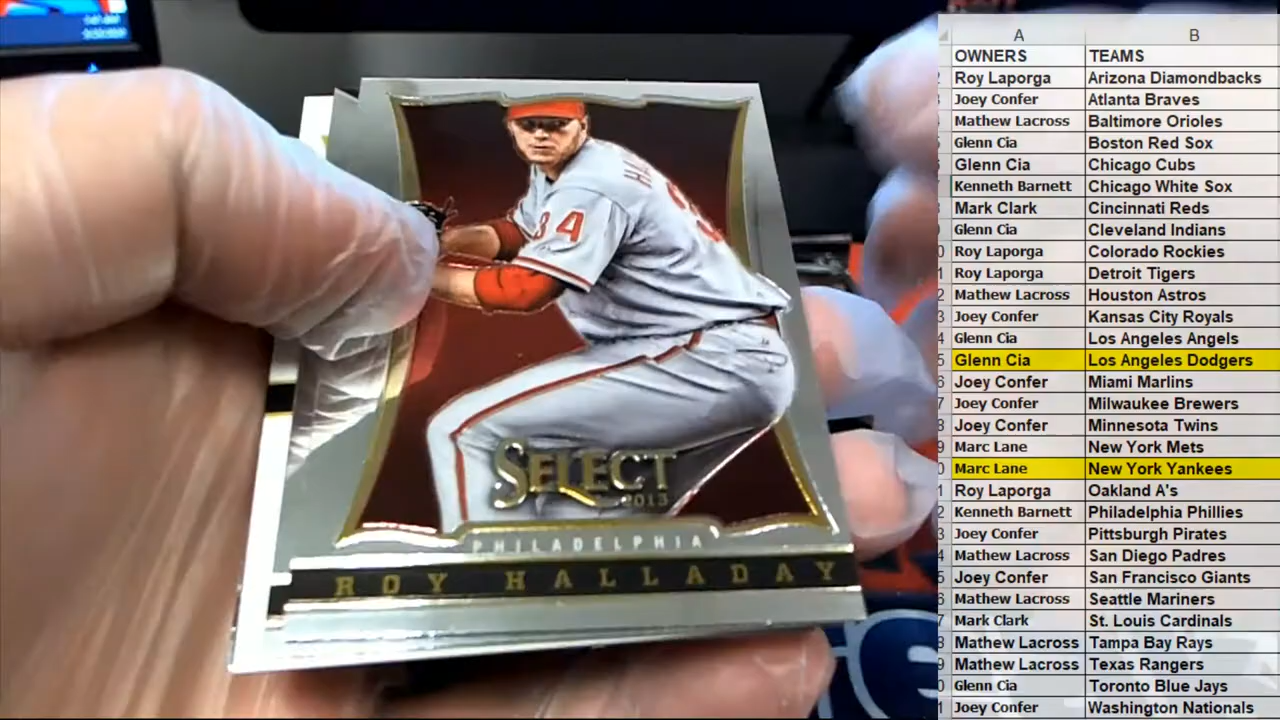 HA
34
SELECT
2013
PHILADELPHIA
ROY HALLADAY
A B
OWNERS TEAMS
Roy Laporga Arizona Diamondbacks
Joey Confer Atlanta Braves
Mathew Lacross Baltimore Orioles
Glenn Cia Boston Red Sox
Glenn Cia Chicago Cubs
Kenneth Barnett Chicago White Sox
Mark Clark Cincinnati Reds
Glenn Cia Cleveland Indians
Roy Laporga Colorado Rockies
Roy Laporga Detroit Tigers
Mathew Lacross Houston Astros
Joey Confer Kansas City Royals
Glenn Cia Los Angeles Angels
Glenn Cia Los Angeles Dodgers
Joey Confer Miami Marlins
Joey Confer Milwaukee Brewers
Joey Confer Minnesota Twins
Marc Lane New York Mets
Marc Lane New York Yankees
Roy Laporga Oakland A's
Kenneth Barnett Philadelphia Phillies
Joey Confer Pittsburgh Pirates
Mathew Lacross San Diego Padres
Joey Confer San Francisco Giants
Mathew Lacross Seattle Mariners
Mark Clark St. Louis Cardinals
Mathew Lacross Tampa Bay Rays
Mathew Lacross Texas Rangers
Glenn Cia Toronto Blue Jays
Joey Confer Washington Nationals